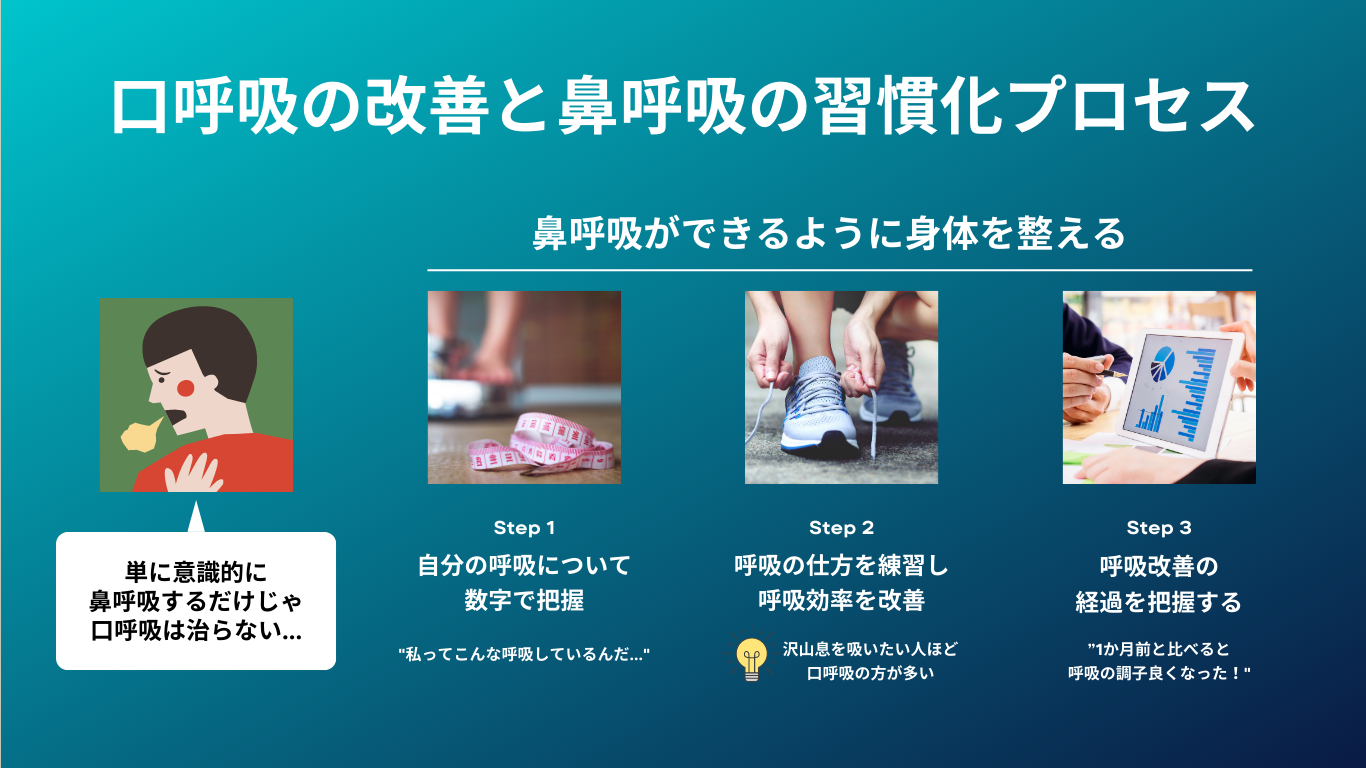 口呼吸の改善と鼻呼吸の習慣化プロセス
鼻呼吸ができるように身体を整える
単に意識的に
鼻呼吸するだけじゃ
口呼吸は治らない...
Step 1
自分の呼吸について
数字で把握
"私ってこんな呼吸しているんだ..."
Step 2
呼吸の仕方を練習し
呼吸効率を改善
沢山息を吸いたい人ほど
口呼吸の方が多い
Step 3
呼吸改善の
経過を把握する
”1か月前と比べると
呼吸の調子良くなった！"